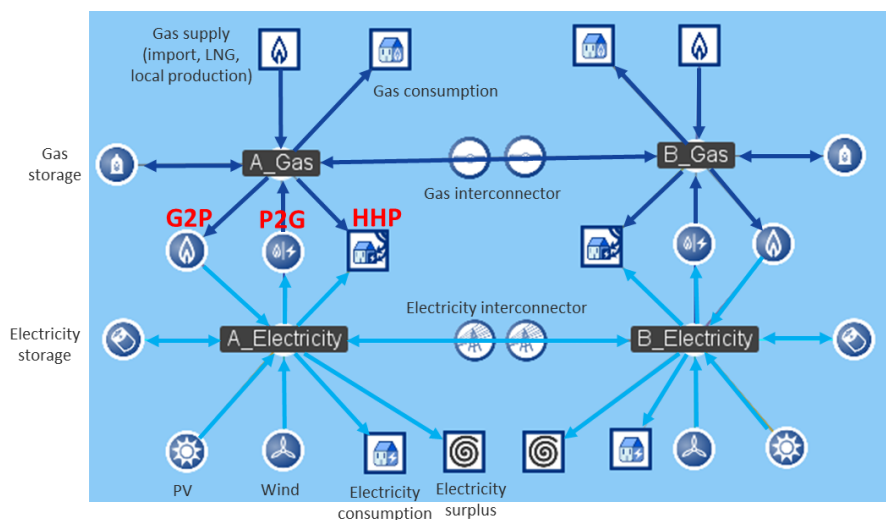 Gas supply
(import, LNG,
local production)
Gas consumption
Gas
storage
A_Gas
B_Gas
Gas interconnector
G2P
P2G
HHP
Electricity interconnector
Electricity
storage
A_Electricity
B_Electricity
PV
Wind
Electricity
consumption
Electricity
surplus